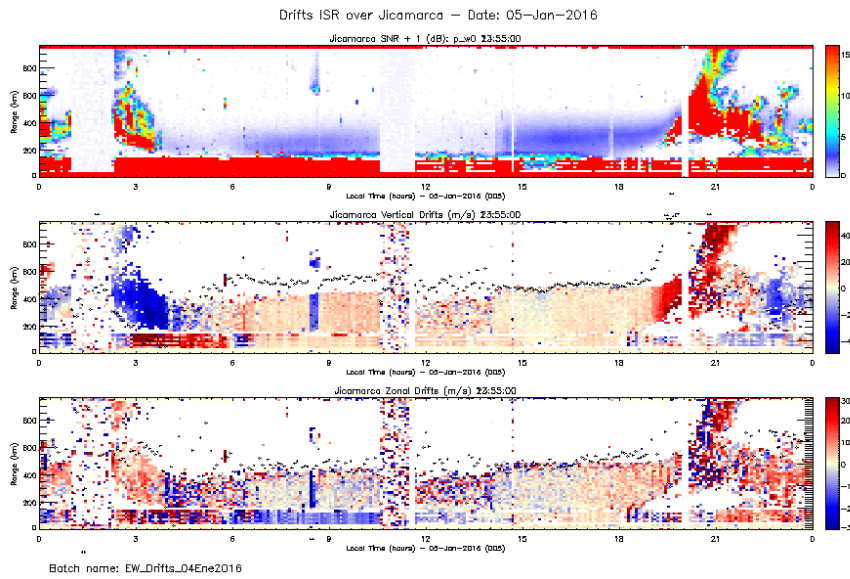 Drifts ISR over Jicamarca - Date: 05-Jan-2016
Jicamarca SNR + 1 (dB): p_w0 23:55:00
Range (km)
800
600
400
200
0
0 3 6 9 12 15 18 21 0
Local Time (hours) - 05-Jan-2016 (005)
15
10
5
0
Jicamarca Vertical Drifts (m/s) 23:55:00
Range (km)
800
600
400
200
0
0 3 6 9 12 15 18 21 0
Local Time (hours) - 05-Jan-2016 (005)
40
20
0
-2
-4
Jicamarca Zonal Drifts (m/s) 23:55:00
Range (km)
800
600
400
200
0
0 3 6 9 12 15 18 21 0
Local Time (hours) - 05-Jan-2016 (005)
30
20
10
0
-1
-2
-3
Batch name: EW_Drifts_04Ene2016